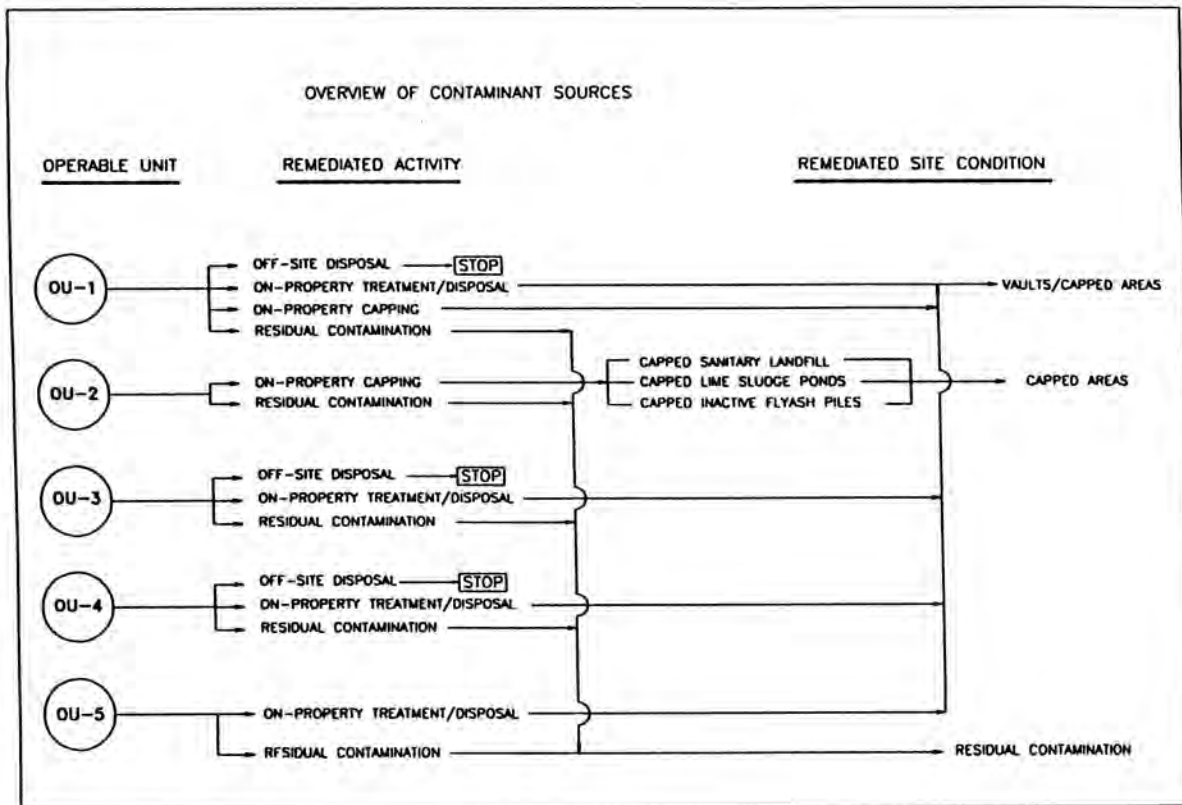 OVERVIEW OF CONTAMINANT SOURCES
OPERABLE UNIT
REMEDIATED ACTIVITY
REMEDIATED SITE CONDITION
OU-1
OFF-SITE DISPOSAL
STOP
ON-PROPERTY TREATMENT/DISPOSAL
VAULTS/CAPPED AREAS
ON-PROPERTY CAPPING
RESIDUAL CONTAMINATION
OU-2
ON-PROPERTY CAPPING
RESIDUAL CONTAMINATION
CAPPED SANITARY LANDFILL
CAPPED LIME SLUDGE PONDS
CAPPED INACTIVE FLYASH PILES
CAPPED AREAS
OU-3
OFF-SITE DISPOSAL
STOP
ON-PROPERTY TREATMENT/DISPOSAL
RESIDUAL CONTAMINATION
OU-4
OFF-SITE DISPOSAL
STOP
ON-PROPERTY TREATMENT/DISPOSAL
RESIDUAL CONTAMINATION
OU-5
ON-PROPERTY TREATMENT/DISPOSAL
RESIDUAL CONTAMINATION
RESIDUAL CONTAMINATION